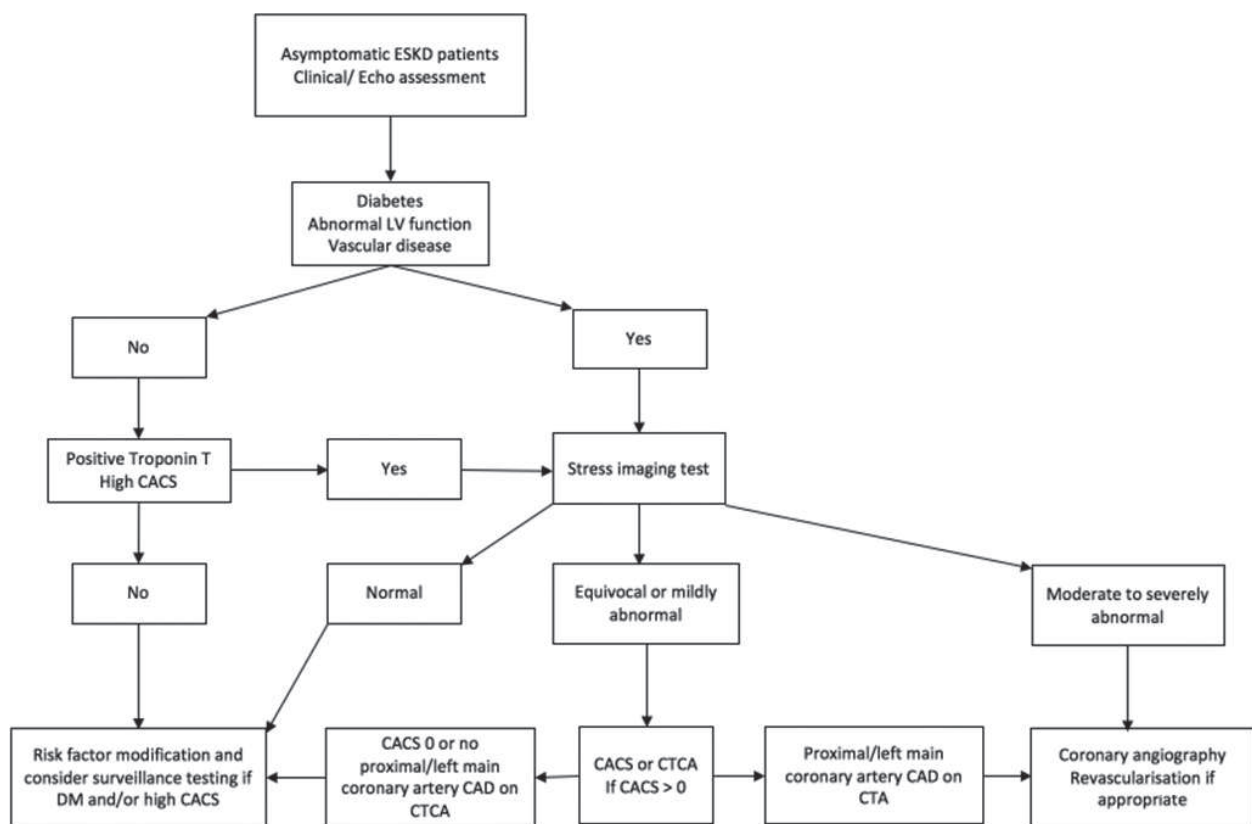 Asymptomatic ESKD patients
Clinical/ Echo assessment
Diabetes
Abnormal LV function
Vascular disease
No
Yes
Positive Troponin T
High CACS
Yes
Stress imaging test
No
Normal
Equivocal or mildly
abnormal
Moderate to severely
abnormal
Risk factor modification and
consider surveillance testing if
DM and/or high CACS
CACS 0 or no
proximal/left main
coronary artery CAD on
CTCA
CACS or CTCA
If CACS > 0
Proximal/left main
coronary artery CAD on
CTA
Coronary angiography
Revascularisation if
appropriate